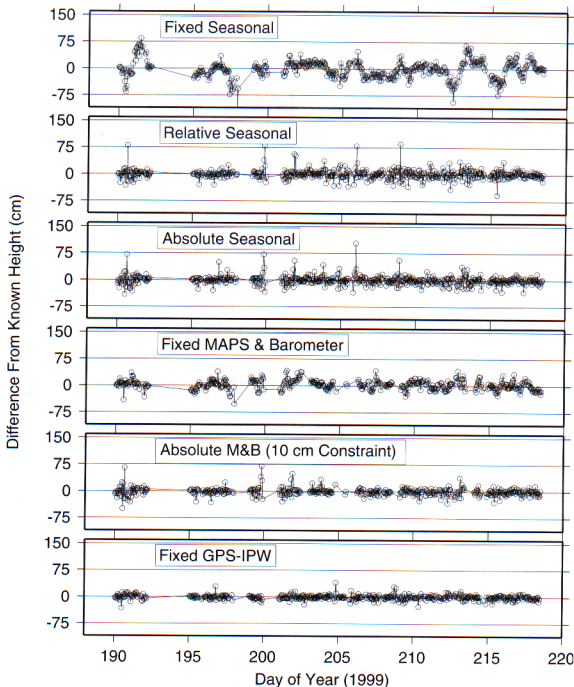 150
75
0
-75
Fixed Seasonal
150
75
0
-75
Relative Seasonal
150
75
0
-75
Absolute Seasonal
150
75
0
-75
Fixed MAPS & Barometer
150
75
0
-75
Absolute M&B (10 cm Constraint)
150
75
0
-75
Fixed GPS-IPW
Difference From Known Height (cm)
190 195 200 205 210 215 220
Day of Year (1999)